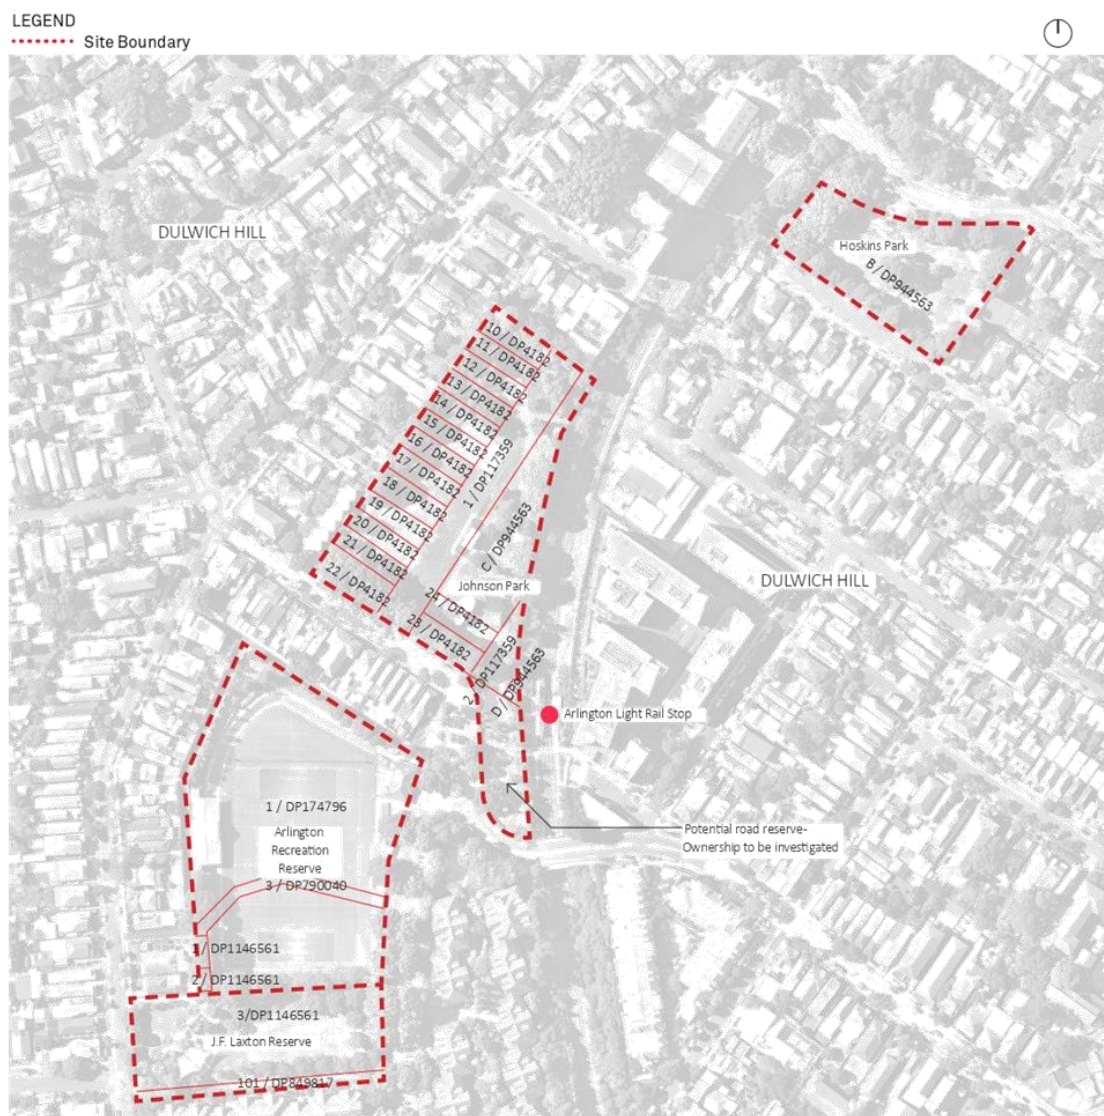 LEGEND
Site Boundary
DULWICH HILL
Hoskins Park
B / DP944563
10 / DP4182
11 / DP4182
12 / DP4182
13 / DP4182
14 / DP4182
15 / DP4182
16 / DP4182
17 / DP4182
18 / DP4182
19 / DP4182
20 / DP4182
21 / DP4182
22 / DP4182
1 / DP117359
C / DP944563
Johnson Park
24 / DP4182
23 / DP4182
2 / DP117359
D / DP944563
DULWICH HILL
Arlington Light Rail Stop
Potential road reserve-
Ownership to be investigated
1 / DP174796
Arlington
Recreation
Reserve
3 / DP790040
1 / DP1146561
2 / DP1146561
3/DP1146561
J.F. Laxton Reserve
101 / DP849817